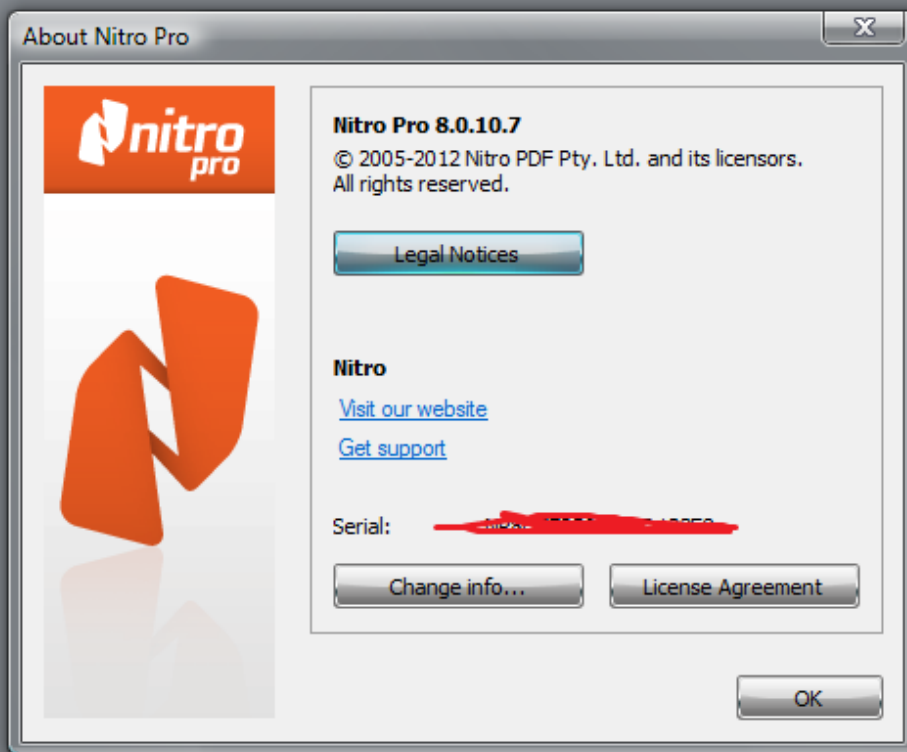 About Nitro Pro
nitro
pro
Nitro Pro 8.0.10.7
© 2005-2012 Nitro PDF Pty. Ltd. and its licensors.
All rights reserved.
Legal Notices
Nitro
Visit our website
Get support
Serial:
Change info...
License Agreement
OK